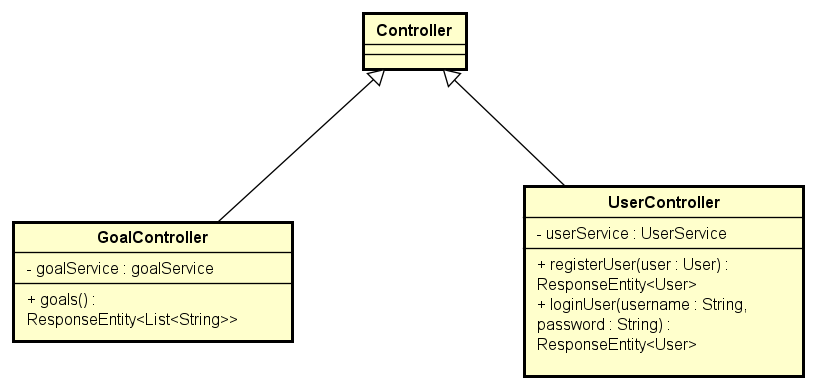 Controller
GoalController
- goalService : goalService
+ goals() :
ResponseEntity<List<String>>
UserController
- userService : UserService
+ registerUser(user : User) :
ResponseEntity<User>
+ loginUser(username : String,
password : String) :
ResponseEntity<User>